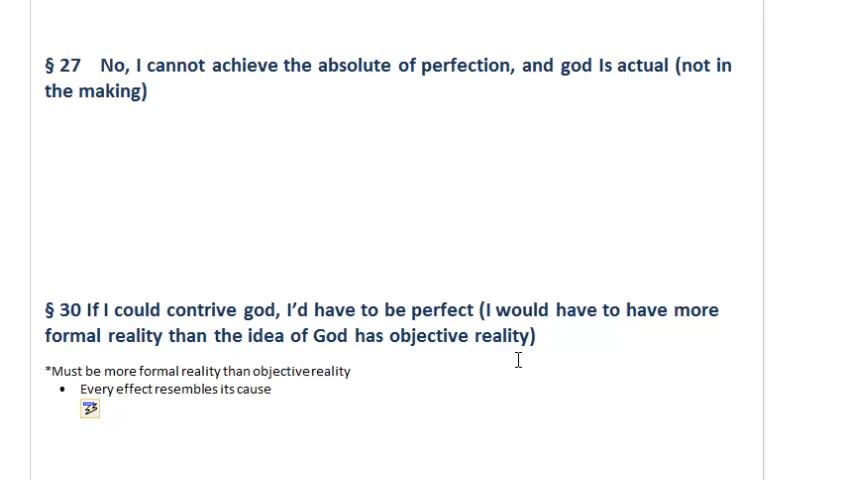 § 27 No, I cannot achieve the absolute of perfection, and god Is actual (not in
the making)
§ 30 If I could contrive god, I'd have to be perfect (I would have to have more
formal reality than the idea of God has objective reality)
*Must be more formal reality than objective reality
• Every effect resembles its cause